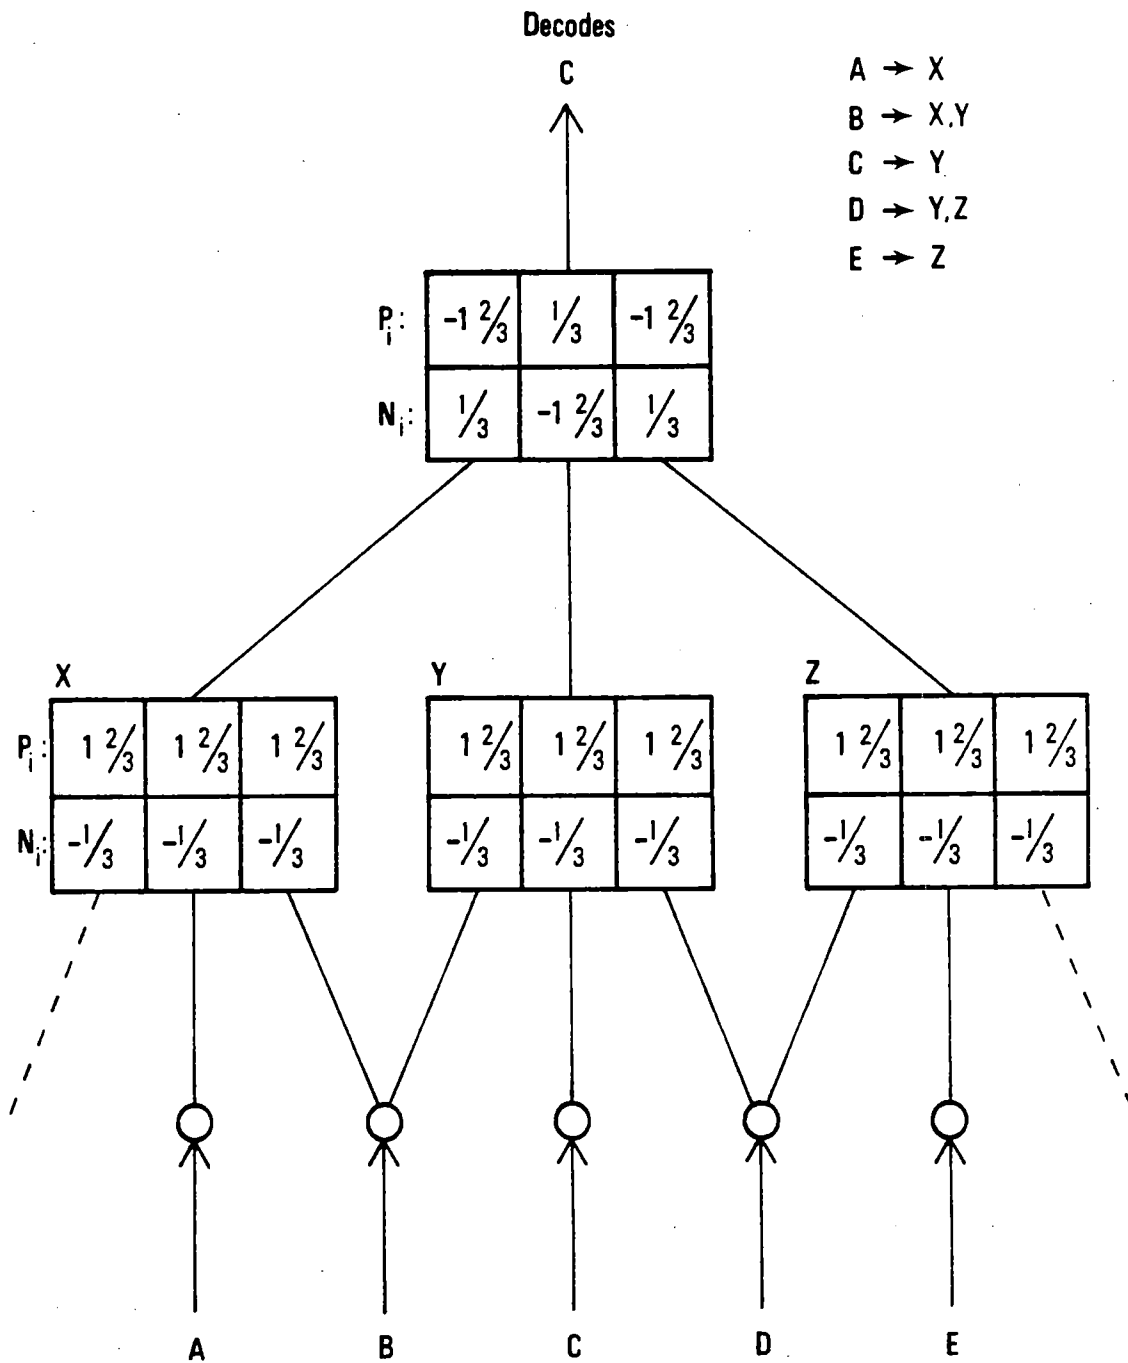 Decodes
C
A → X
B → X,Y
C → Y
D → Y,Z
E → Z
Pᵢ: -1 2/3 1/3 -1 2/3
Nᵢ: 1/3 -1 2/3 1/3
X Y Z
Pᵢ: 1 2/3 1 2/3 1 2/3 1 2/3 1 2/3 1 2/3 1 2/3 1 2/3 1 2/3
Nᵢ: -1/3 -1/3 -1/3 -1/3 -1/3 -1/3 -1/3 -1/3 -1/3
A B C D E